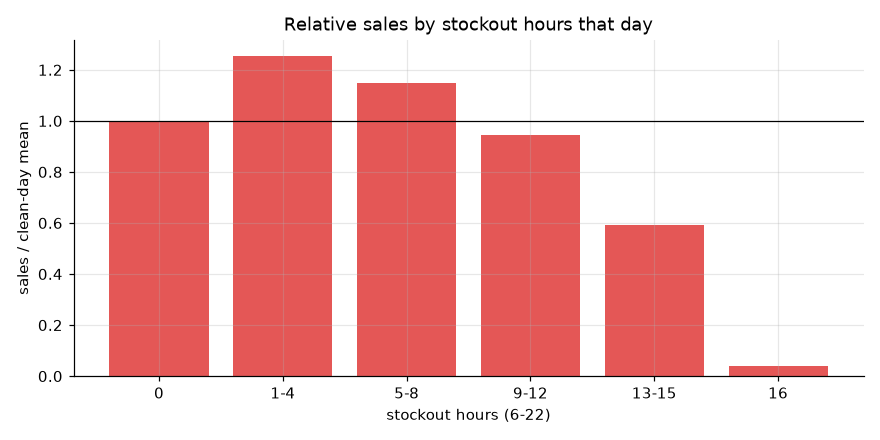 Relative sales by stockout hours that day
sales / clean-day mean
1.2
1.0
0.8
0.6
0.4
0.2
0.0
0 1-4 5-8 9-12 13-15 16
stockout hours (6-22)